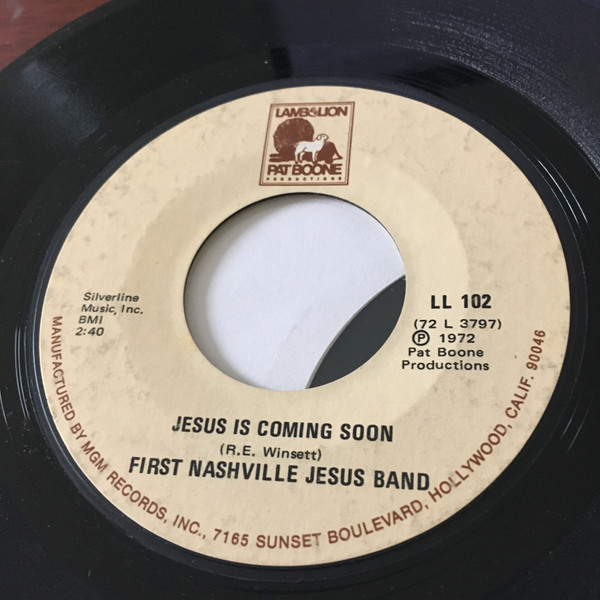 LAMB & LION
PAT BOONE
PRODUCTIONS
Silverline
Music, Inc.
BMI
2:40
LL 102
(72 L 3797)
Ⓟ 1972
Pat Boone
Productions
JESUS IS COMING SOON
(R.E. Winsett)
FIRST NASHVILLE JESUS BAND
MANUFACTURED BY MGM RECORDS, INC., 7165 SUNSET BOULEVARD, HOLLYWOOD, CALIF. 90046